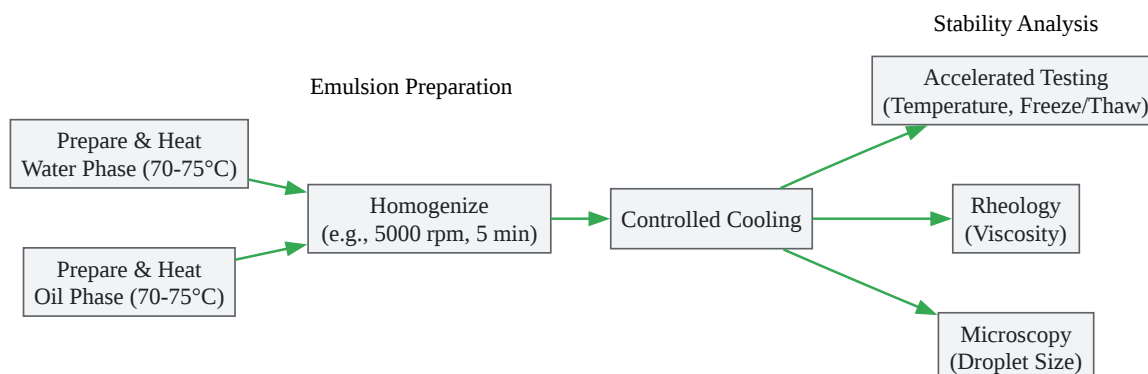 Stability Analysis
Accelerated Testing
(Temperature, Freeze/Thaw)
Emulsion Preparation
Prepare & Heat
Water Phase (70-75°C)
Homogenize
(e.g., 5000 rpm, 5 min)
Controlled Cooling
Rheology
(Viscosity)
Prepare & Heat
Oil Phase (70-75°C)
Microscopy
(Droplet Size)